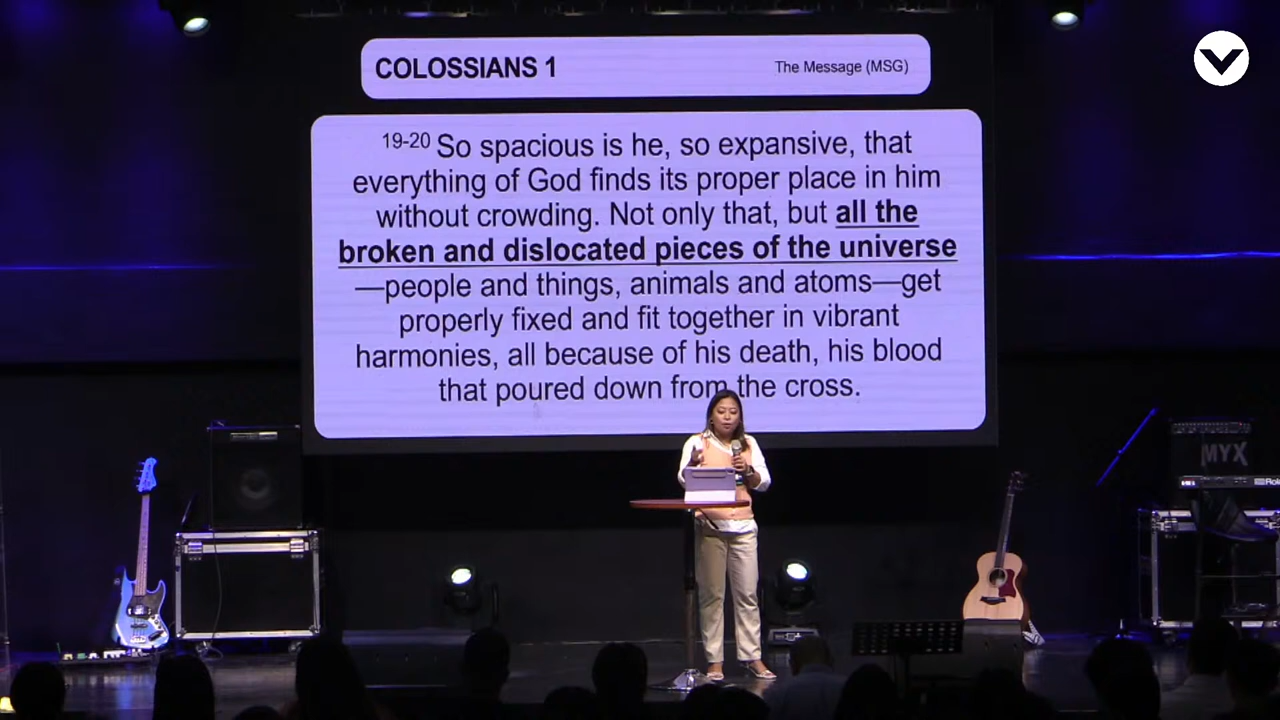 COLOSSIANS 1
The Message (MSG)
19-20 So spacious is he, so expansive, that
everything of God finds its proper place in him
without crowding. Not only that, but all the
broken and dislocated pieces of the universe
—people and things, animals and atoms—get
properly fixed and fit together in vibrant
harmonies, all because of his death, his blood
that poured down from the cross.
MYX
Roland